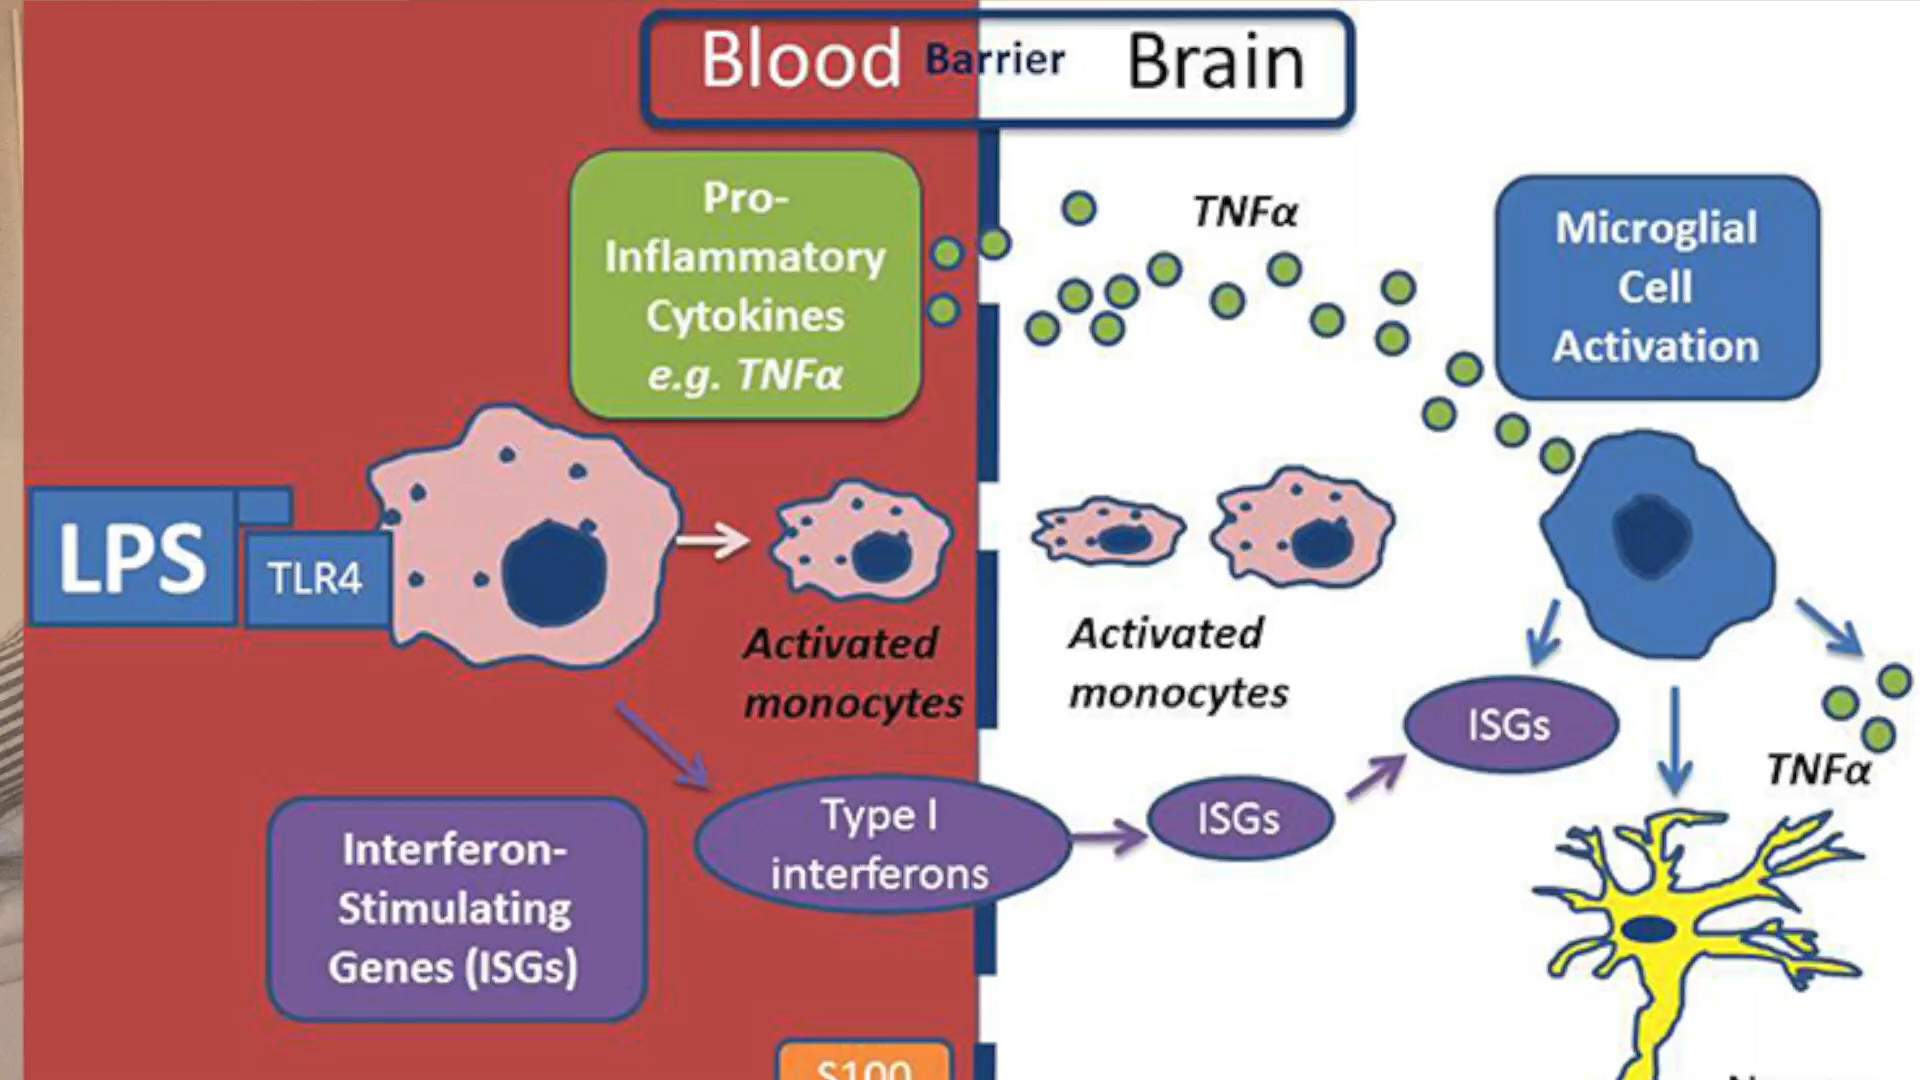 Blood Barrier Brain
Pro-
Inflammatory
Cytokines
e.g. TNFα
TNFα
Microglial
Cell
Activation
LPS
TLR4
Activated
monocytes
Activated
monocytes
ISGs
TNFα
Type I
interferons
ISGs
Interferon-
Stimulating
Genes (ISGs)
S100